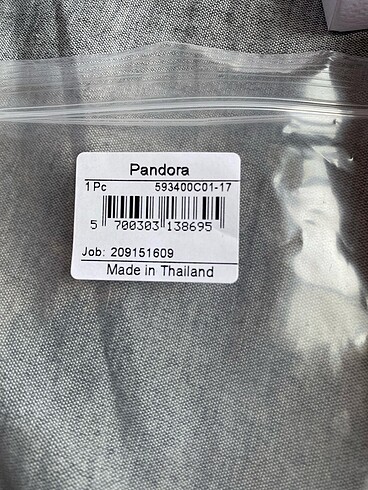 Pandora
1 Pc 593400C01-17
5 700303 138695
Job: 209151609
Made in Thailand